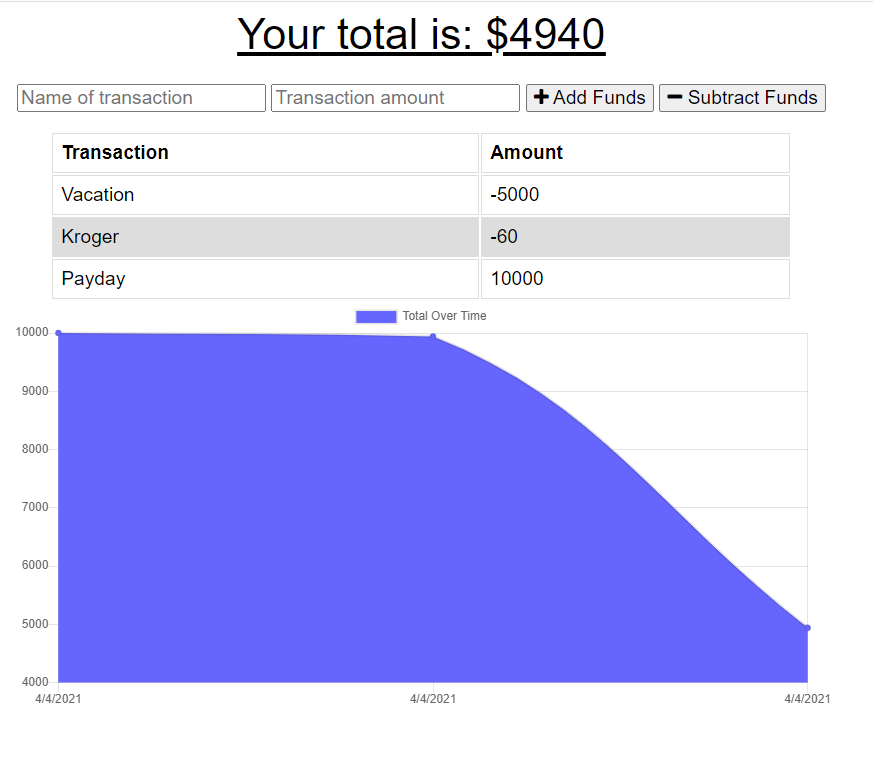 Your total is: $4940
Name of transaction Transaction amount Add Funds Subtract Funds
Transaction Amount
Vacation -5000
Kroger -60
Payday 10000
Total Over Time
10000
9000
8000
7000
6000
5000
4000
4/4/2021 4/4/2021 4/4/2021